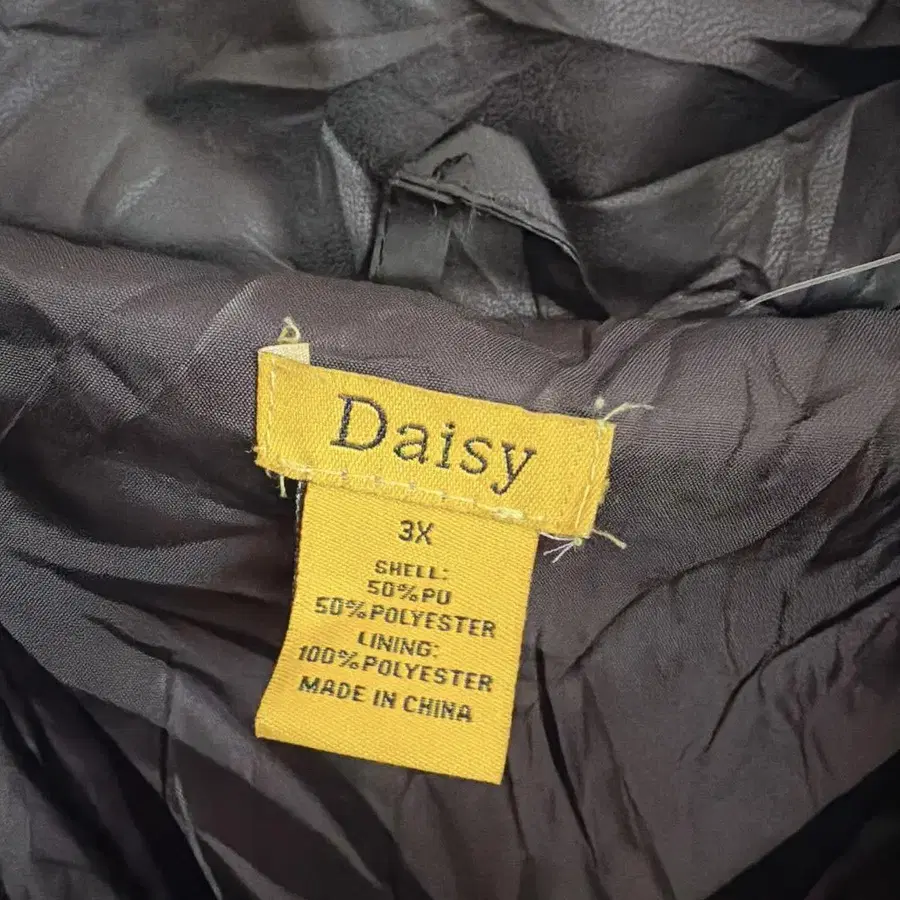 Daisy
3X
SHELL:
50%PU
50%POLYESTER
LINING:
100%POLYESTER
MADE IN CHINA